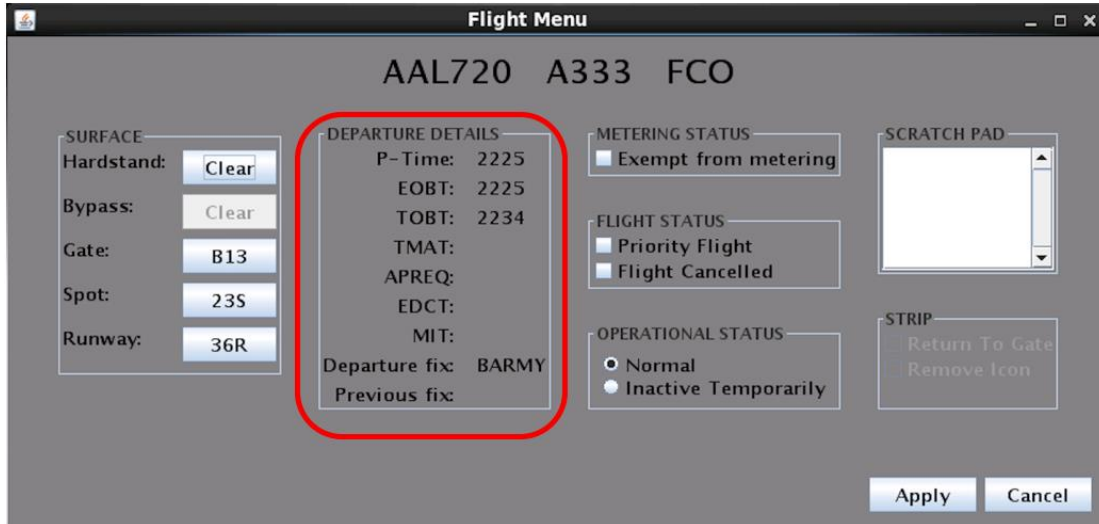 Flight Menu
AAL720 A333 FCO
SURFACE
Hardstand: Clear
Bypass: Clear
Gate: B13
Spot: 23S
Runway: 36R
DEPARTURE DETAILS
P-Time: 2225
EOBT: 2225
TOBT: 2234
TMAT:
APREQ:
EDCT:
MIT:
Departure fix: BARMY
Previous fix:
METERING STATUS
Exempt from metering
FLIGHT STATUS
Priority Flight
Flight Cancelled
OPERATIONAL STATUS
Normal
Inactive Temporarily
SCRATCH PAD
STRIP
Return To Gate
Remove Icon
Apply Cancel